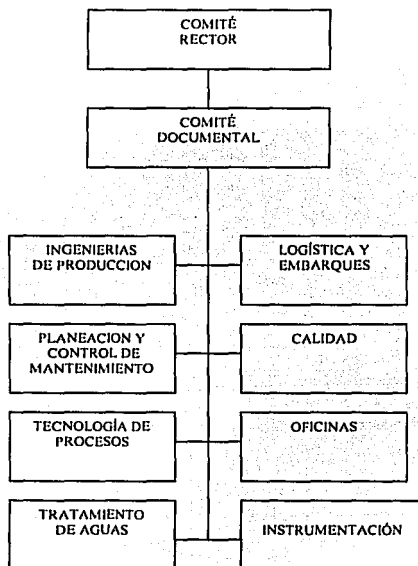 COMITÉ
RECTOR
COMITÉ
DOCUMENTAL
INGENIERIAS
DE PRODUCCION
LOGÍSTICA Y
EMBARQUES
PLANEACION Y
CONTROL DE
MANTENIMIENTO
CALIDAD
TECNOLOGÍA DE
PROCESOS
OFICINAS
TRATAMIENTO
DE AGUAS
INSTRUMENTACIÓN